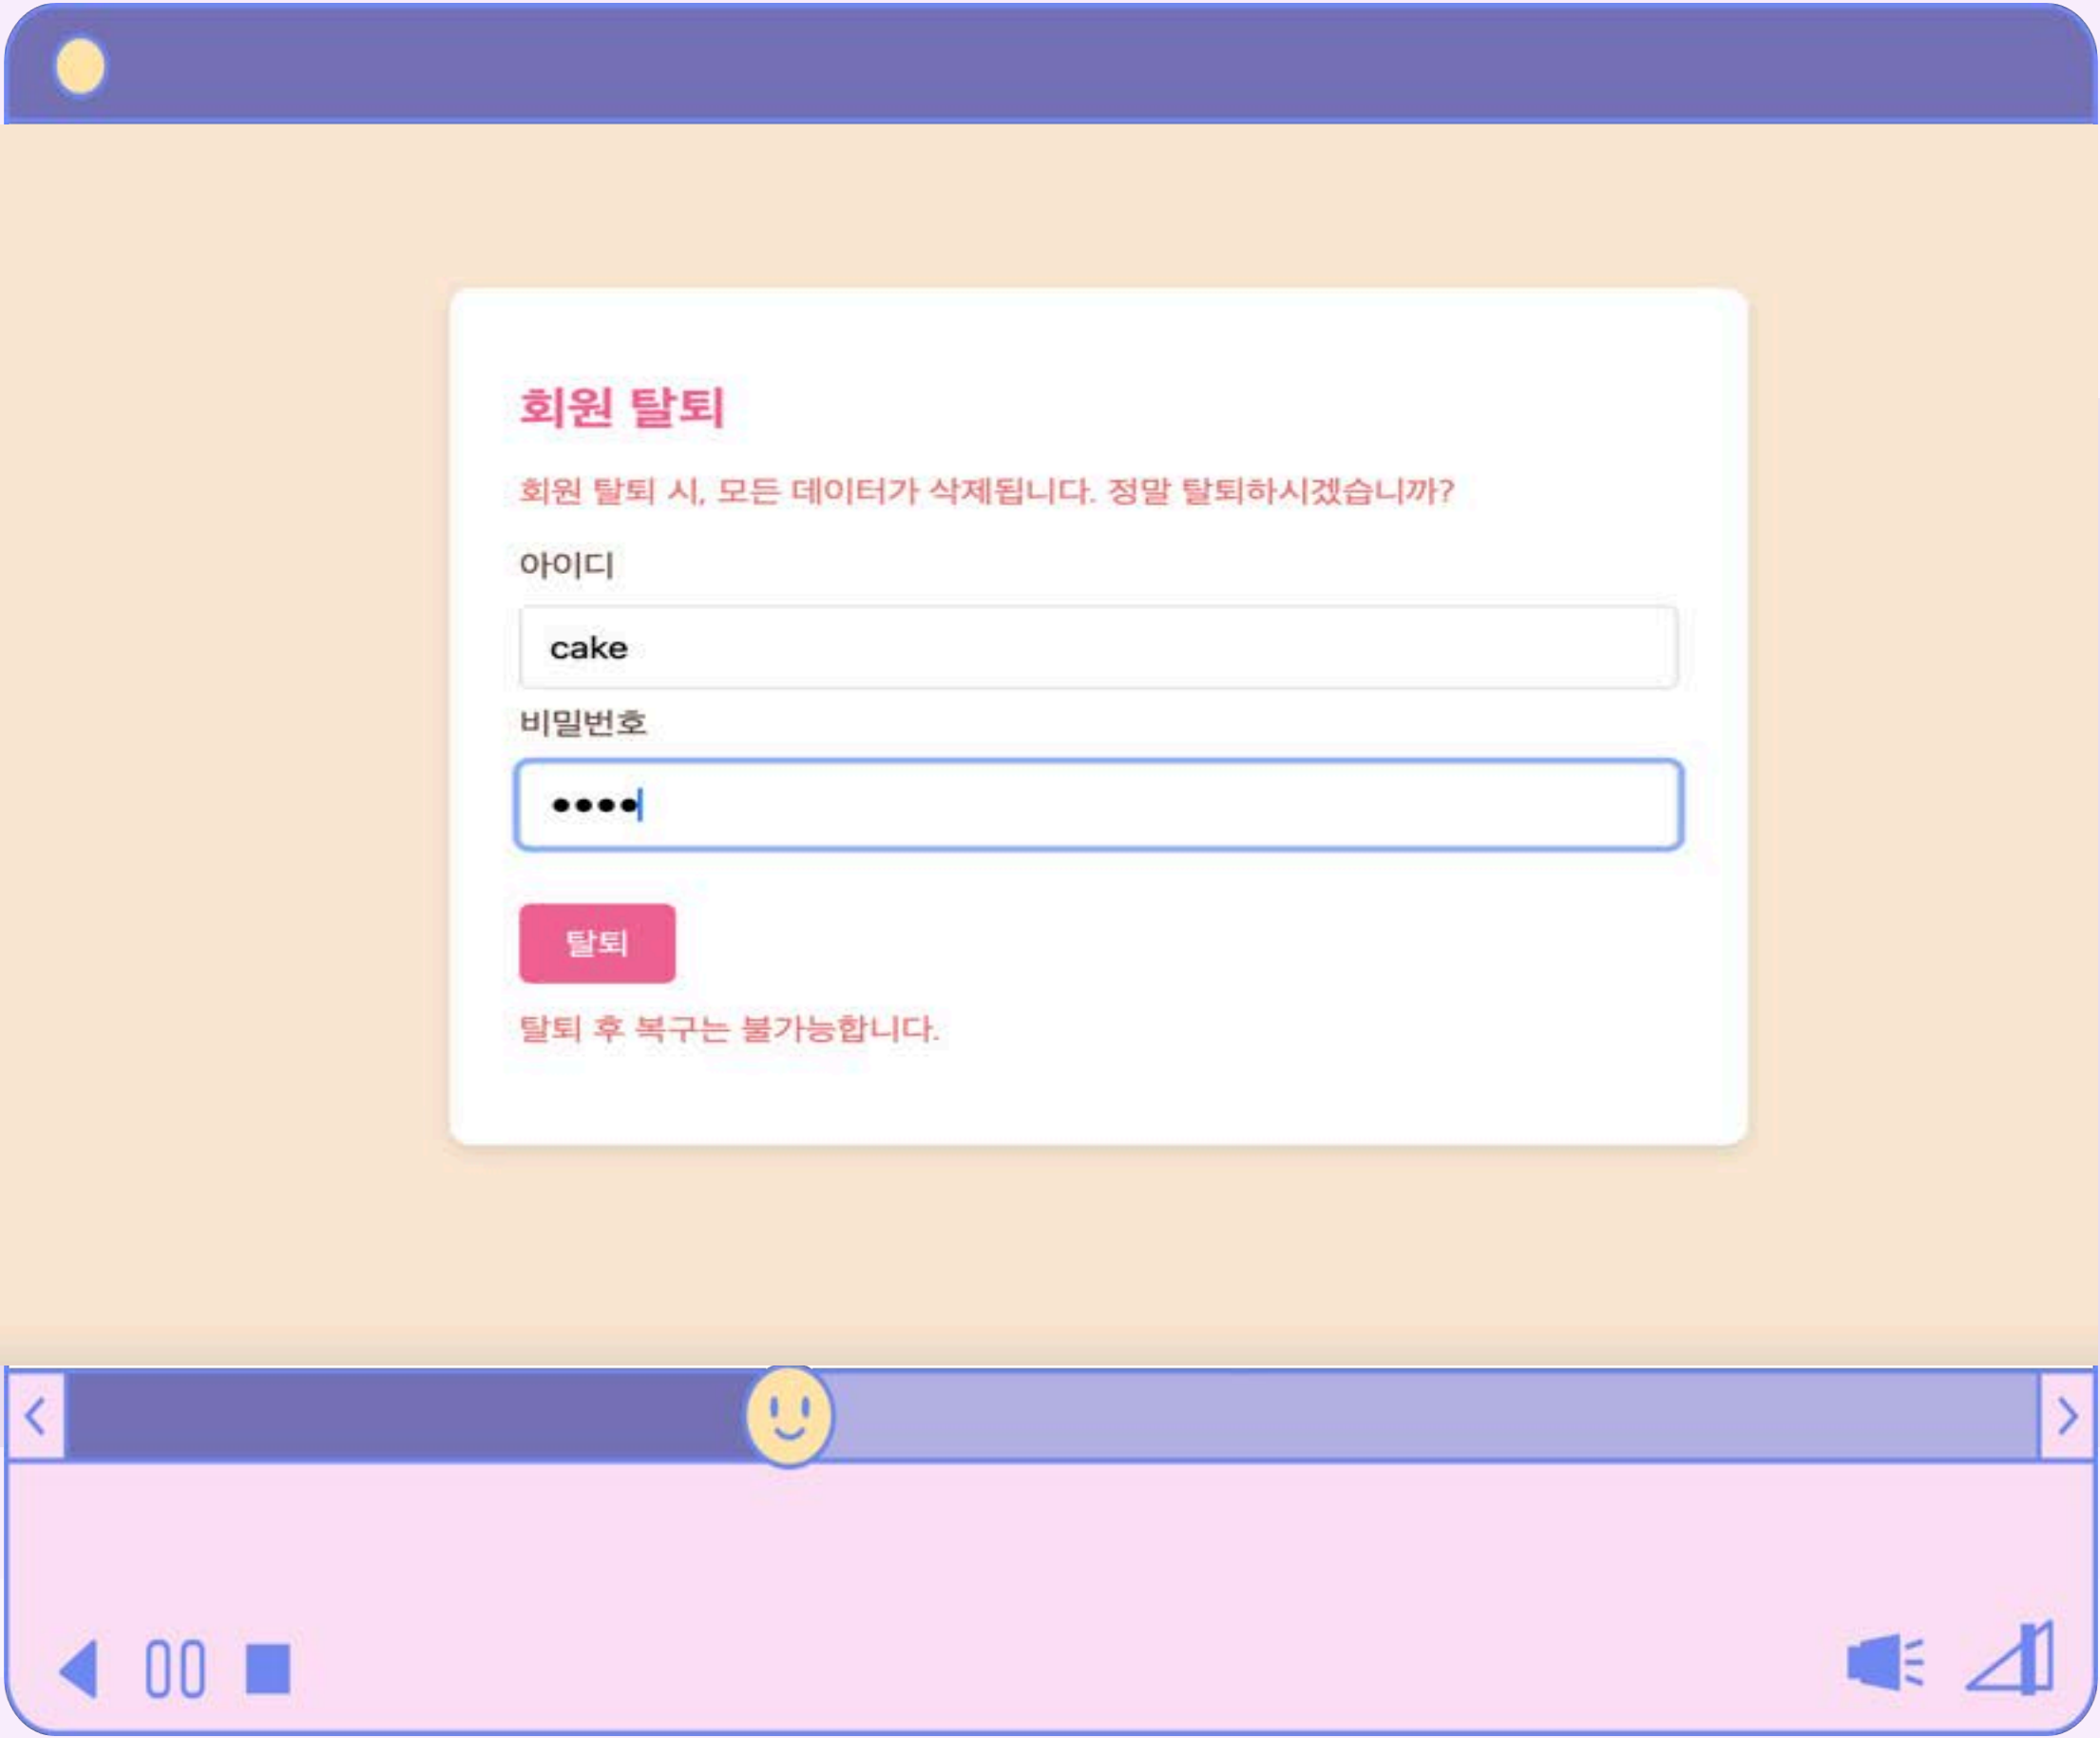 회원 탈퇴
회원 탈퇴 시, 모든 데이터가 삭제됩니다. 정말 탈퇴하시겠습니까?
아이디
cake
비밀번호
••••
탈퇴
탈퇴 후 복구는 불가능합니다.